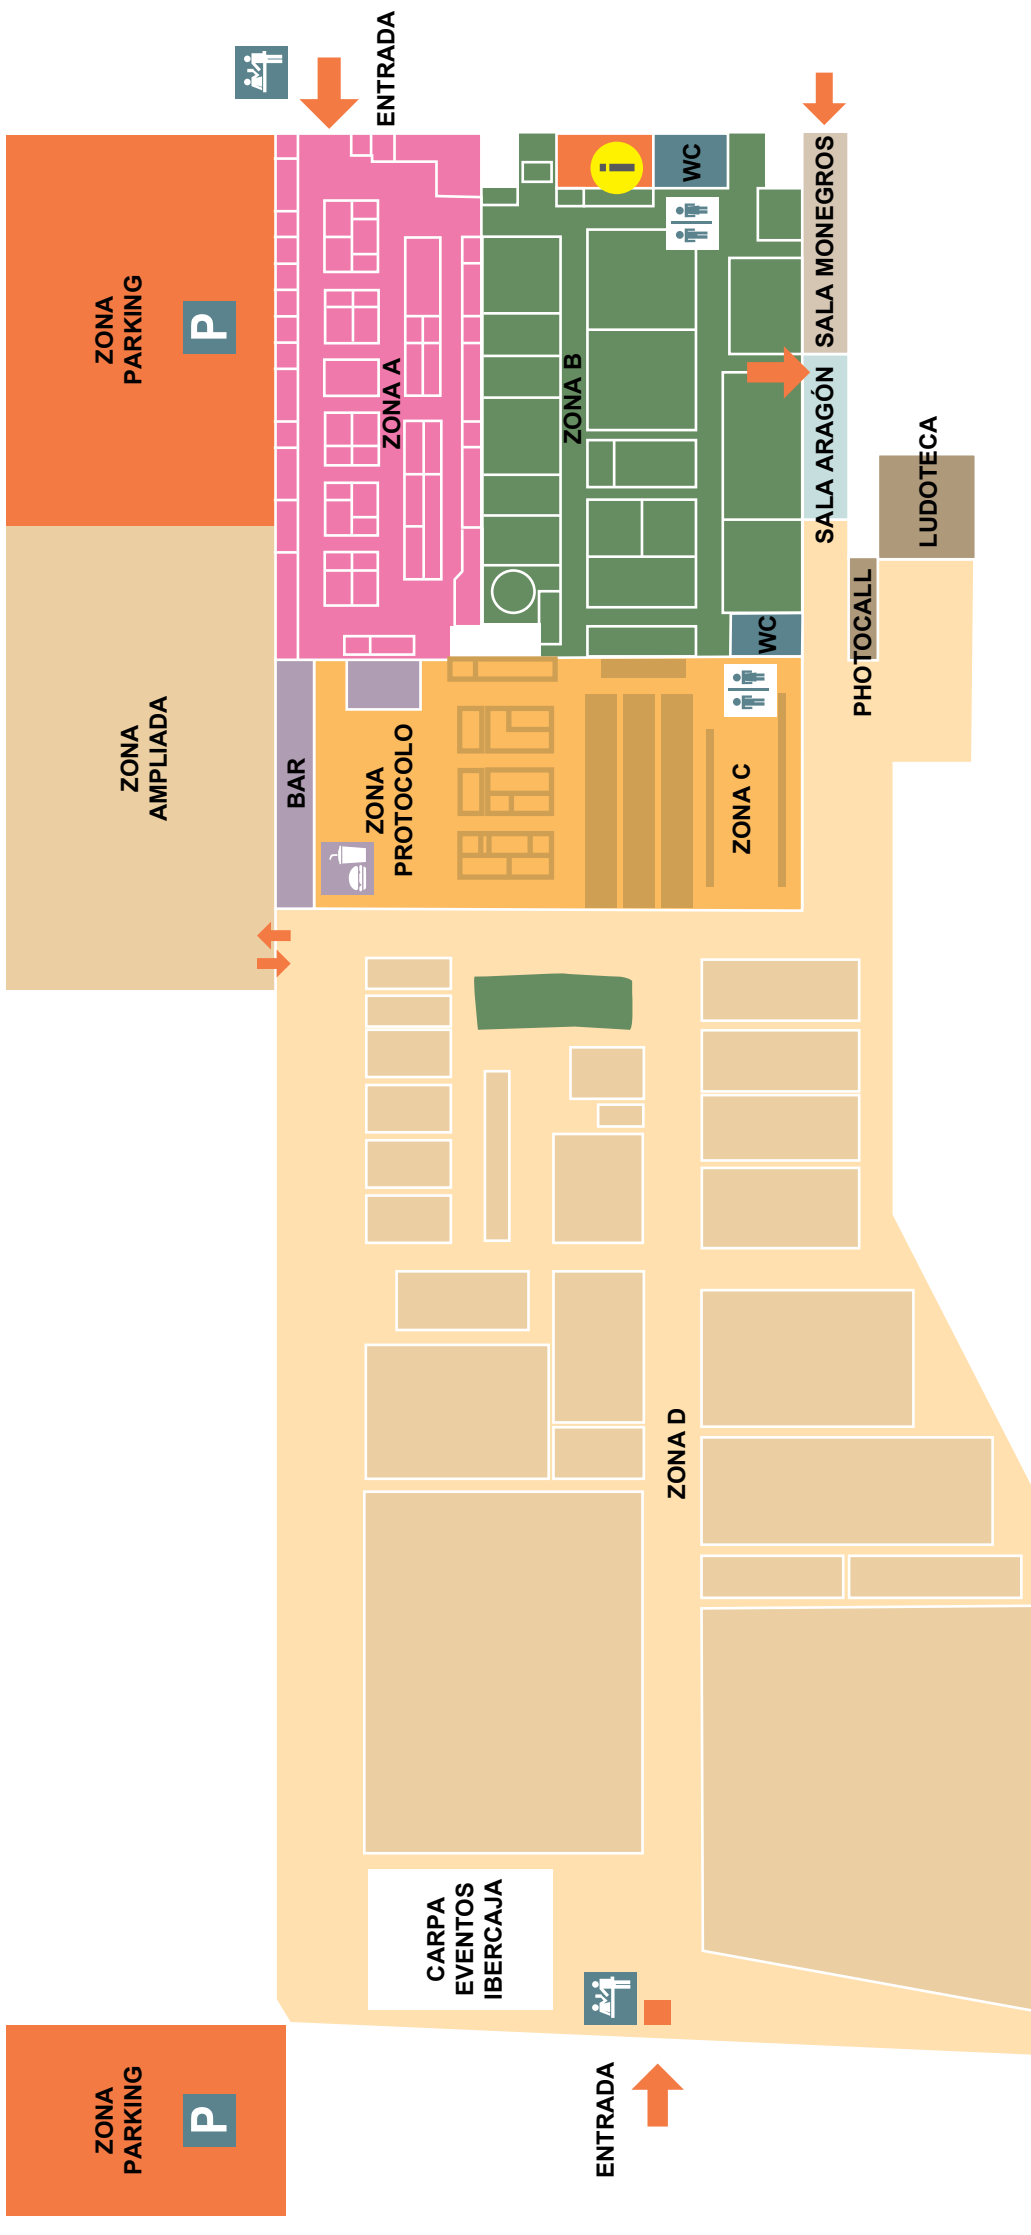 ZONA
PARKING
P
ENTRADA
CARPA
EVENTOS
IBERCAJA
ZONA D
ZONA
AMPLIADA
BAR
ZONA
PROTOCOLO
ZONA C
WC
PHOTOCALL
LUDOTECA
ZONA
PARKING
P
ENTRADA
ZONA A
ZONA B
i
WC
SALA ARAGÓN
SALA MONEGROS